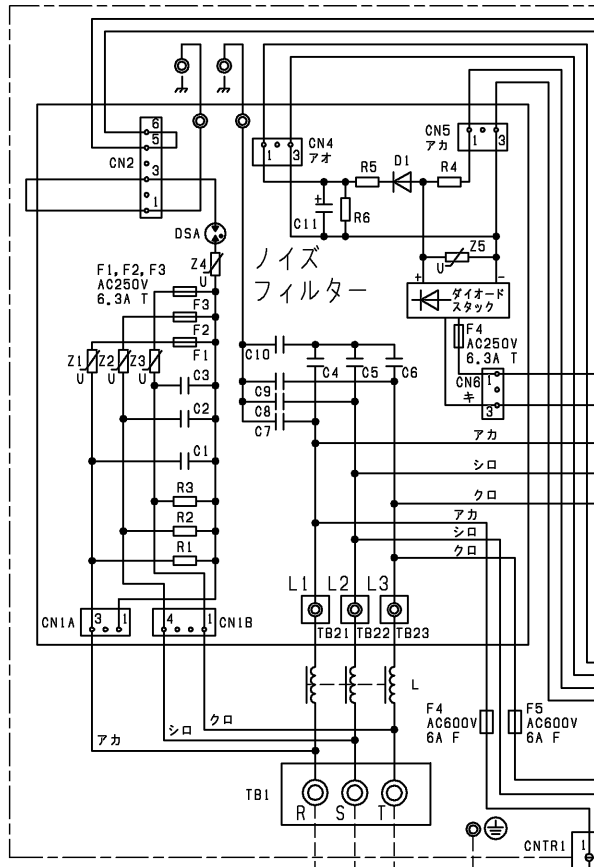 CN2
6
5
3
1
CN4
アオ
1 3
CN5
アカ
1 3
R5
D1
R4
C11
+
R6
DSA
Z4
U
ノイズ
フィルター
Z5
U
+
-
ダイオード
スタック
F1,F2,F3
AC250V
6.3A T
F3
F2
F1
F4
AC250V
6.3A T
Z1
U
Z2
U
Z3
U
C10
C4
C5
C6
CN6
キ
1
3
C3
C9
C8
C7
C2
C1
アカ
シロ
クロ
アカ
シロ
クロ
R3
R2
R1
L1
L2
L3
CN1A
3 1
4 1
CN1B
TB21
TB22
TB23
L
F4
AC600V
6A F
F5
AC600V
6A F
クロ
シロ
アカ
TB1
R
S
T
CNTR1
1